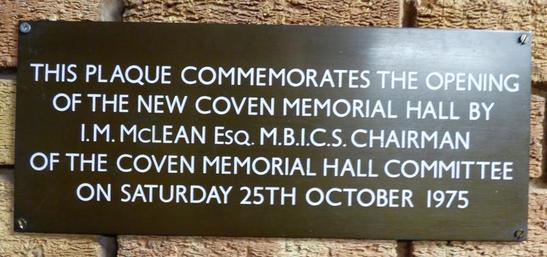 THIS PLAQUE COMMEMORATES THE OPENING
OF THE NEW COVEN MEMORIAL HALL BY
I.M. McLEAN Esq. M.B.I.C.S. CHAIRMAN
OF THE COVEN MEMORIAL HALL COMMITTEE
ON SATURDAY 25TH OCTOBER 1975